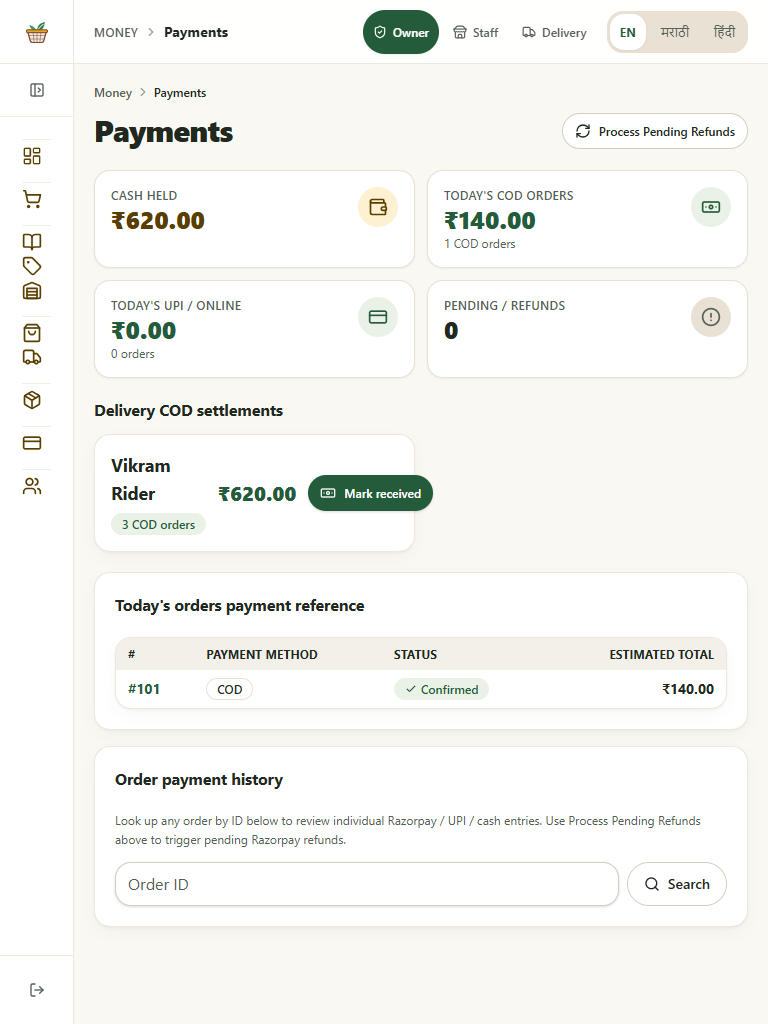 MONEY > Payments
Owner
Staff
Delivery
EN
मराठी
हिंदी
Money > Payments
Payments
Process Pending Refunds
CASH HELD
₹620.00
TODAY'S COD ORDERS
₹140.00
1 COD orders
TODAY'S UPI / ONLINE
₹0.00
0 orders
PENDING / REFUNDS
0
Delivery COD settlements
Vikram
Rider
3 COD orders
₹620.00
Mark received
Today's orders payment reference
# PAYMENT METHOD STATUS ESTIMATED TOTAL
#101 COD Confirmed ₹140.00
Order payment history
Look up any order by ID below to review individual Razorpay / UPI / cash entries. Use Process Pending Refunds
above to trigger pending Razorpay refunds.
Order ID
Search